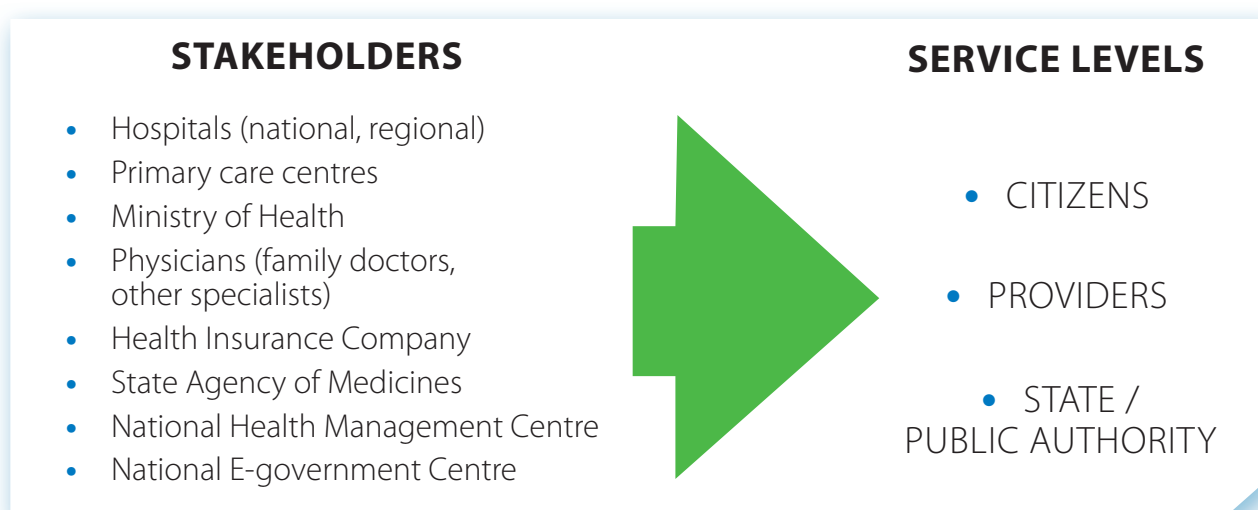 STAKEHOLDERS
• Hospitals (national, regional)
• Primary care centres
• Ministry of Health
• Physicians (family doctors,
other specialists)
• Health Insurance Company
• State Agency of Medicines
• National Health Management Centre
• National E-government Centre
SERVICE LEVELS
• CITIZENS
• PROVIDERS
• STATE /
PUBLIC AUTHORITY